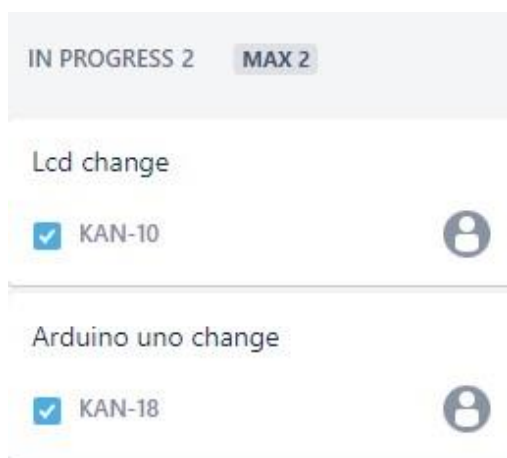 IN PROGRESS 2 MAX 2
Lcd change
KAN-10
Arduino uno change
KAN-18